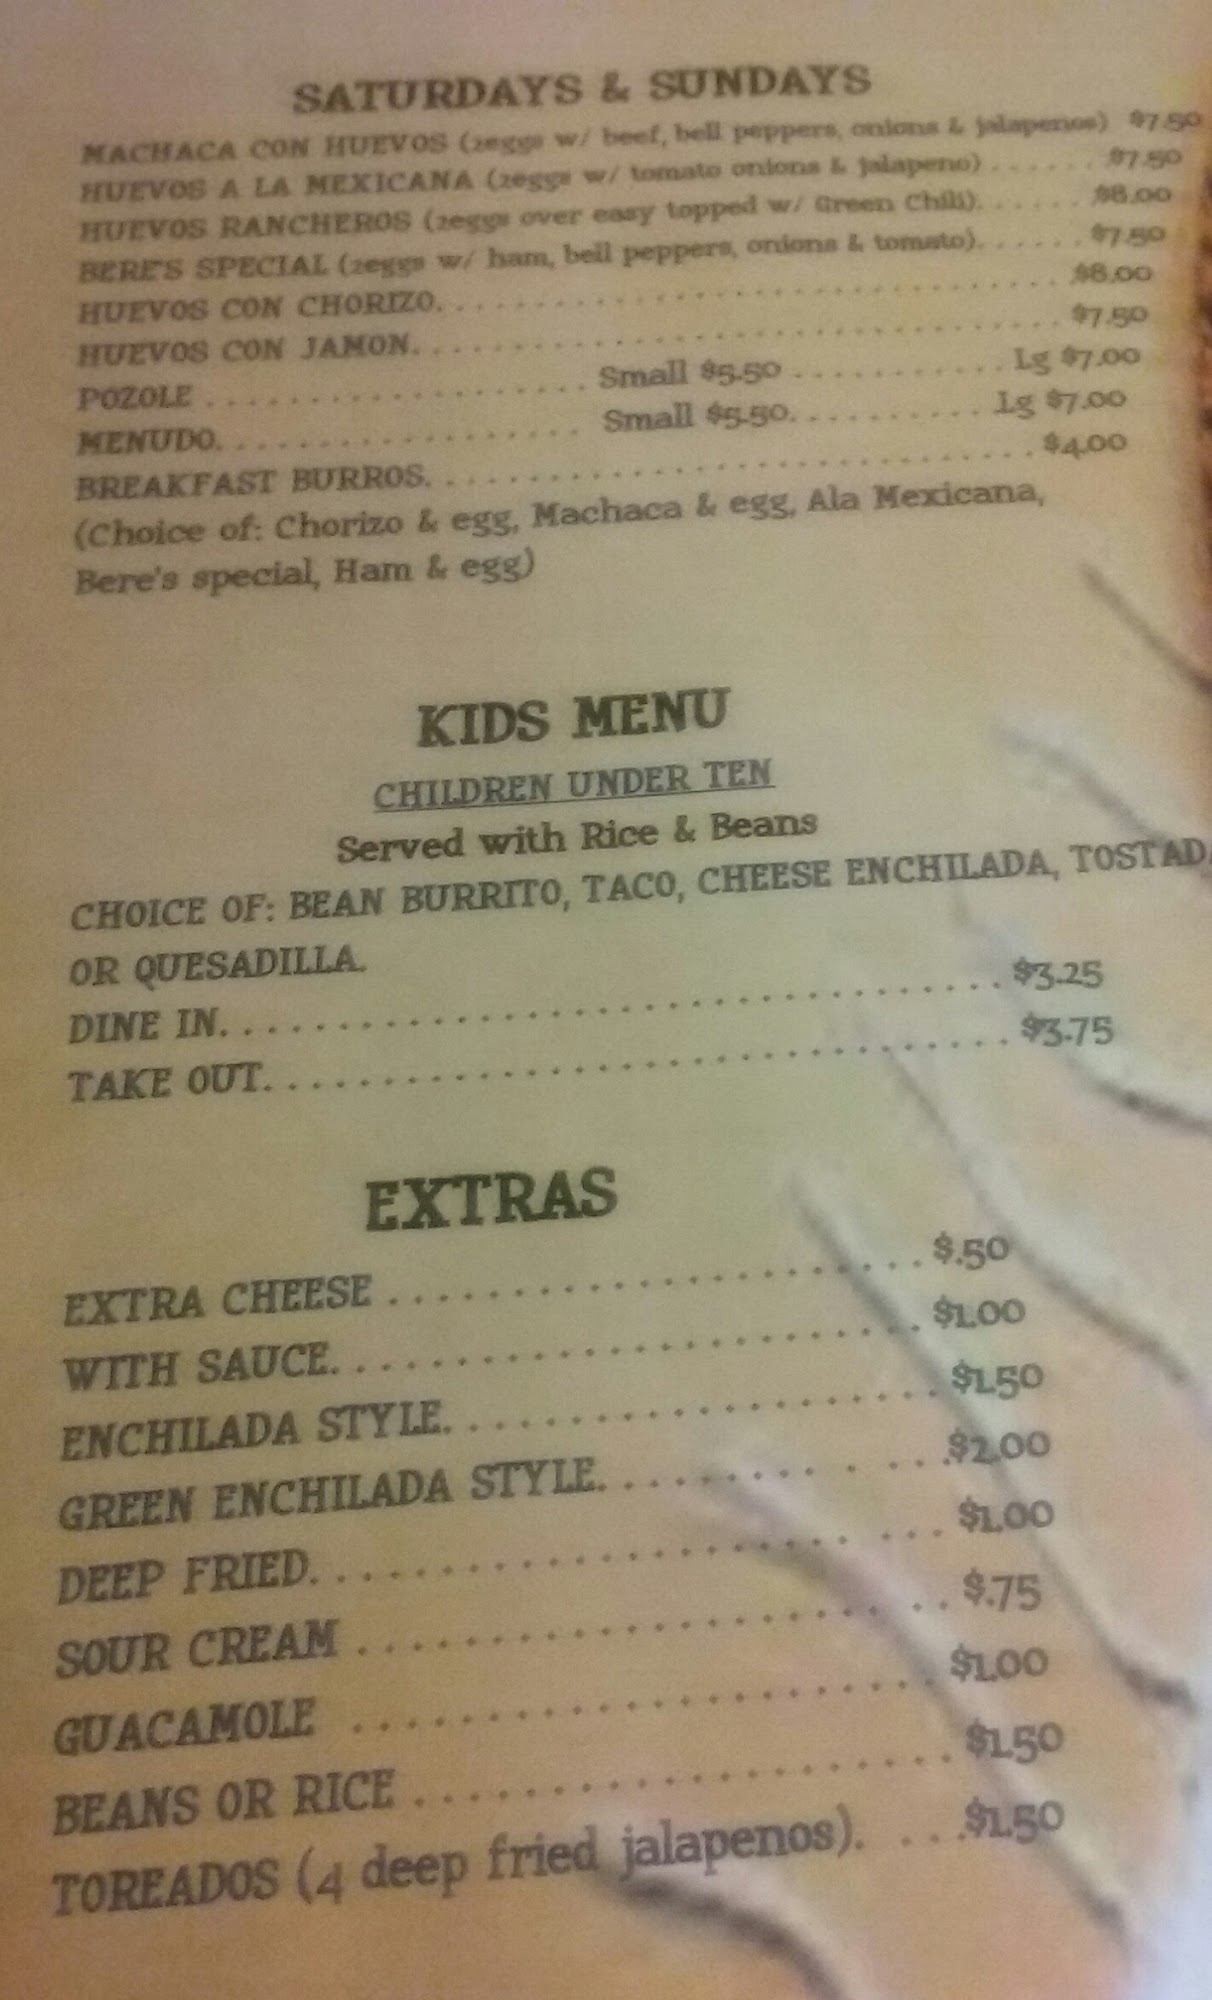 SATURDAYS & SUNDAYS
MACHACA CON HUEVOS (2eggs w/ beef, bell peppers, onions & jalapenos) $7.50
HUEVOS A LA MEXICANA (2eggs w/ tomato onions & jalapeno) . . . . . . $7.50
HUEVOS RANCHEROS (2eggs over easy topped w/ Green Chili). . . . . . $8.00
BERE'S SPECIAL (2eggs w/ ham, bell peppers, onions & tomato). . . . . . $7.50
HUEVOS CON CHORIZO. . . . . . . . . . . . . . . . . . . . . . . . . . . . . . . . . . . $8.00
HUEVOS CON JAMON. . . . . . . . . . . . . . . . . . . . . . . . . . . . . . . . . . . . $7.50
POZOLE . . . . . . . . . . . . . . . . . . . . Small $5.50 . . . . . . . . . . . Lg $7.00
MENUDO. . . . . . . . . . . . . . . . . . . Small $5.50. . . . . . . . . . Lg $7.00
BREAKFAST BURROS. . . . . . . . . . . . . . . . . . . . . . . . . . . . . . . . . $4.00
(Choice of: Chorizo & egg, Machaca & egg, Ala Mexicana,
Bere's special, Ham & egg)
KIDS MENU
CHILDREN UNDER TEN
Served with Rice & Beans
CHOICE OF: BEAN BURRITO, TACO, CHEESE ENCHILADA, TOSTADA
OR QUESADILLA.
DINE IN. . . . . . . . . . . . . . . . . . . . . . . . . . . . . . . . . . . $3.25
TAKE OUT. . . . . . . . . . . . . . . . . . . . . . . . . . . . . . . . . $3.75
EXTRAS
EXTRA CHEESE . . . . . . . . . . . . . . . . . . . . . . . $.50
WITH SAUCE. . . . . . . . . . . . . . . . . . . . . . . . . . $1.00
ENCHILADA STYLE. . . . . . . . . . . . . . . . . . . . . $1.50
GREEN ENCHILADA STYLE. . . . . . . . . . . . . . $2.00
DEEP FRIED. . . . . . . . . . . . . . . . . . . . . . . . . . $1.00
SOUR CREAM . . . . . . . . . . . . . . . . . . . . . . . . $.75
GUACAMOLE . . . . . . . . . . . . . . . . . . . . . . . . $1.00
BEANS OR RICE . . . . . . . . . . . . . . . . . . . . . $1.50
TOREADOS (4 deep fried jalapenos). . . . $1.50